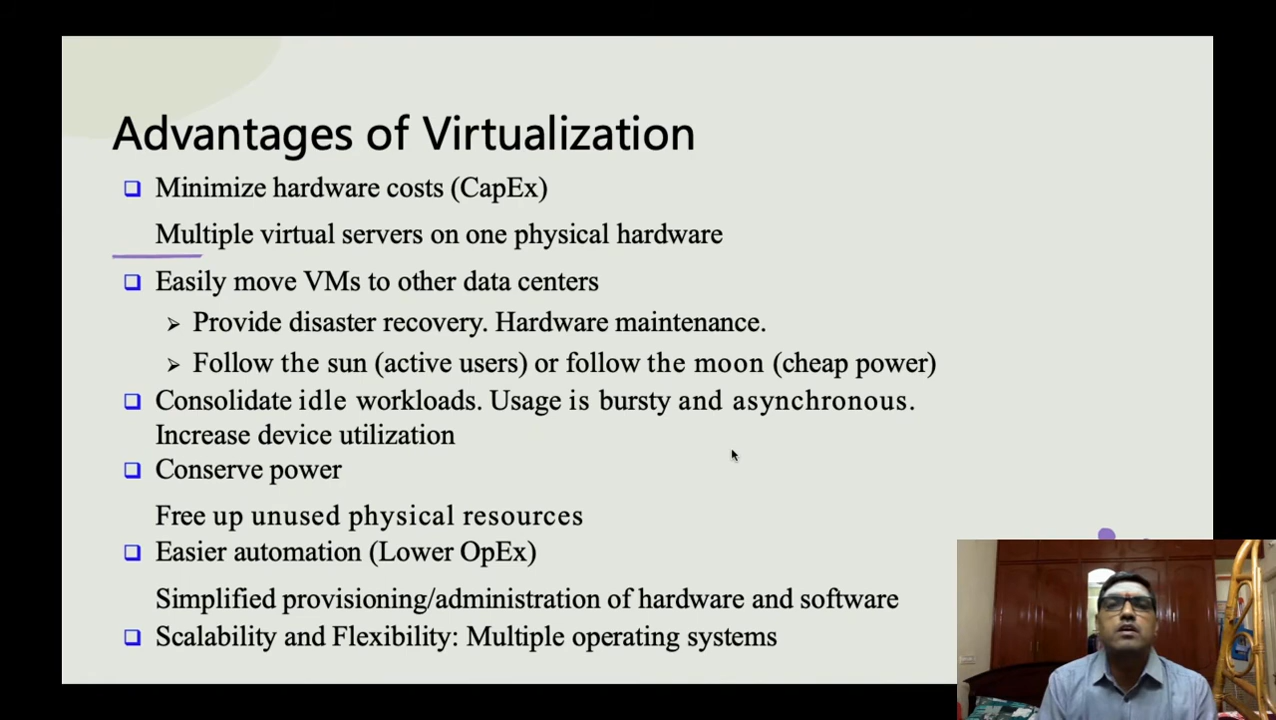 Advantages of Virtualization
Minimize hardware costs (CapEx)
Multiple virtual servers on one physical hardware
Easily move VMs to other data centers
Provide disaster recovery. Hardware maintenance.
Follow the sun (active users) or follow the moon (cheap power)
Consolidate idle workloads. Usage is bursty and asynchronous.
Increase device utilization
Conserve power
Free up unused physical resources
Easier automation (Lower OpEx)
Simplified provisioning/administration of hardware and software
Scalability and Flexibility: Multiple operating systems